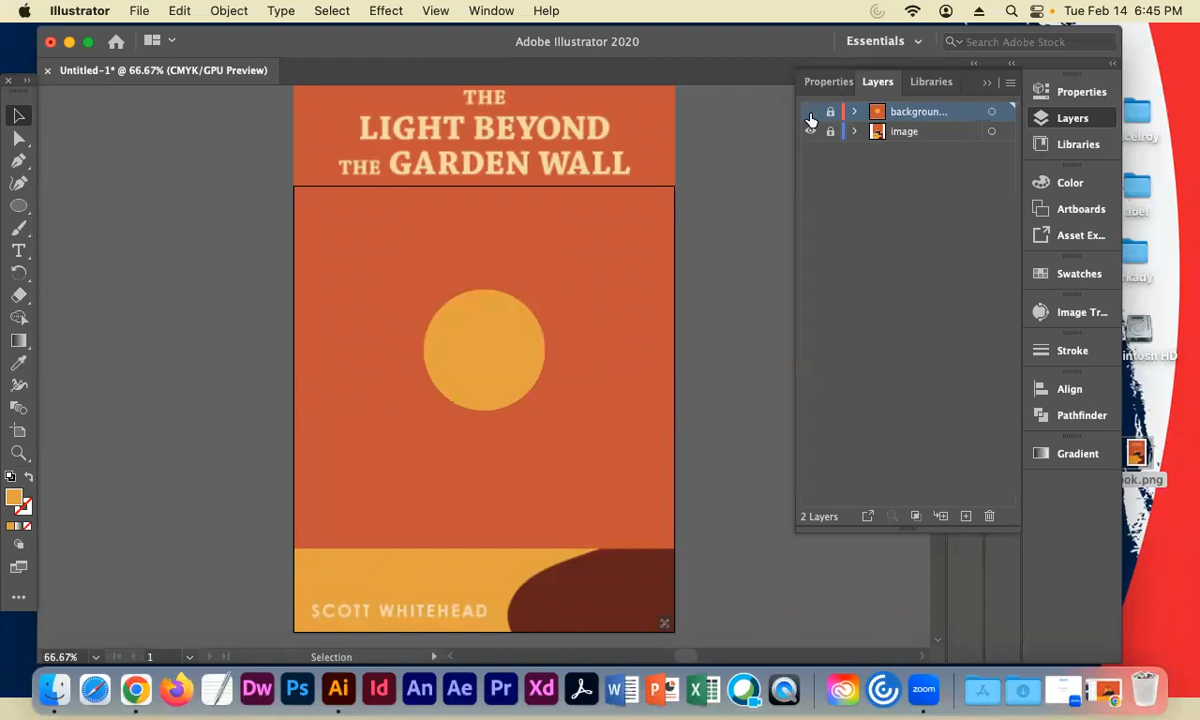 Illustrator File Edit Object Type Select Effect View Window Help
Tue Feb 14 6:45 PM
Adobe Illustrator 2020
Essentials
Search Adobe Stock
Untitled-1* @ 66.67% (CMYK/GPU Preview)
Properties Layers Libraries
backgroun...
image
2 Layers
Properties
Layers
Libraries
Color
Artboards
Asset Ex...
Swatches
Image Tr...
Stroke
Align
Pathfinder
Gradient
THE
LIGHT BEYOND
THE GARDEN WALL
SCOTT WHITEHEAD
66.67%
1
Selection
ook.png
Dw Ps Ai Id An Ae Pr Xd
zoom